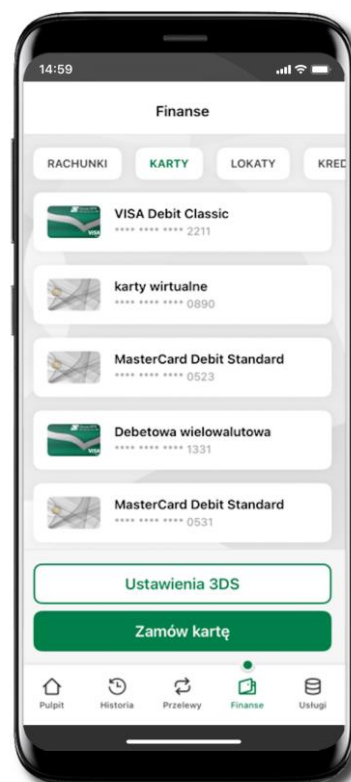 14:59
Finanse
RACHUNKI KARTY LOKATY KRED
VISA Debit Classic
**** **** **** 2211
karty wirtualne
**** **** **** 0890
MasterCard Debit Standard
**** **** **** 0523
Debetowa wielowalutowa
**** **** **** 1331
MasterCard Debit Standard
**** **** **** 0531
Ustawienia 3DS
Zamów kartę
Pulpit Historia Przelewy Finanse Usługi